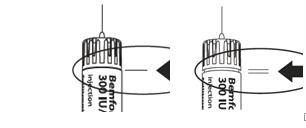 Bemfo
300 IU/
injection
Bemfo
300 IU
injection